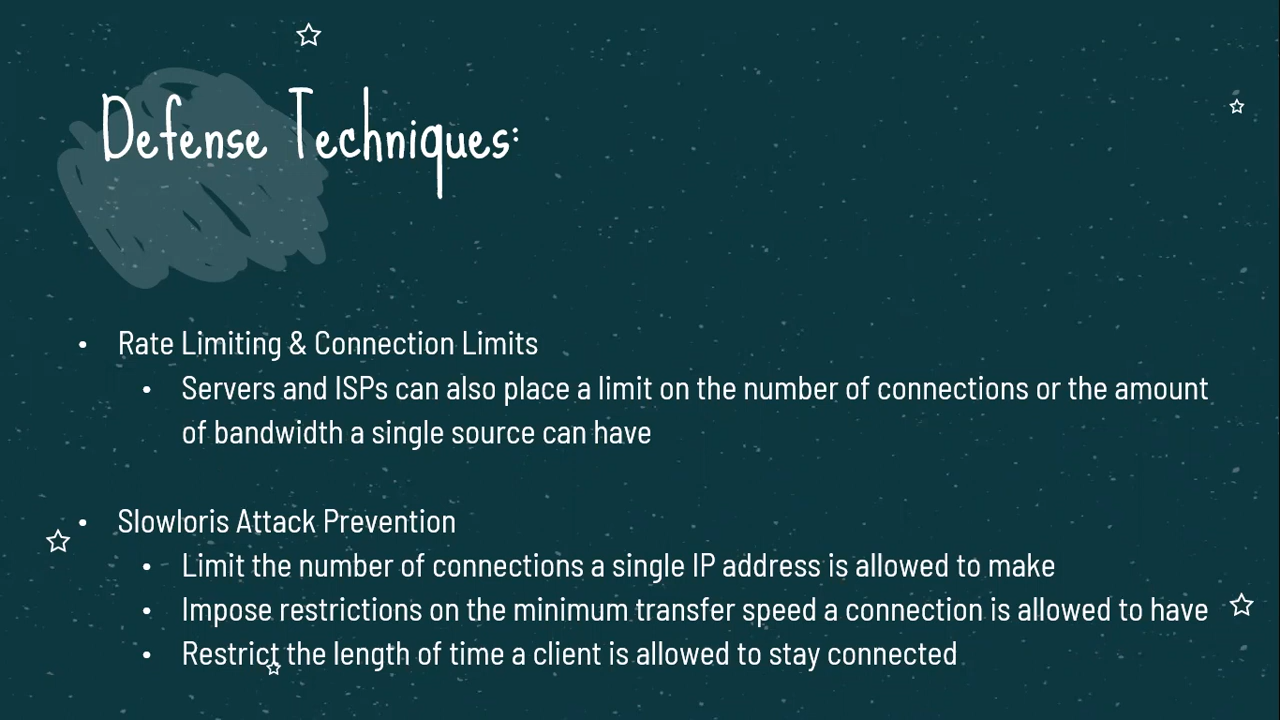 Defense Techniques:
• Rate Limiting & Connection Limits
• Servers and ISPs can also place a limit on the number of connections or the amount
of bandwidth a single source can have
• Slowloris Attack Prevention
• Limit the number of connections a single IP address is allowed to make
• Impose restrictions on the minimum transfer speed a connection is allowed to have
• Restrict the length of time a client is allowed to stay connected